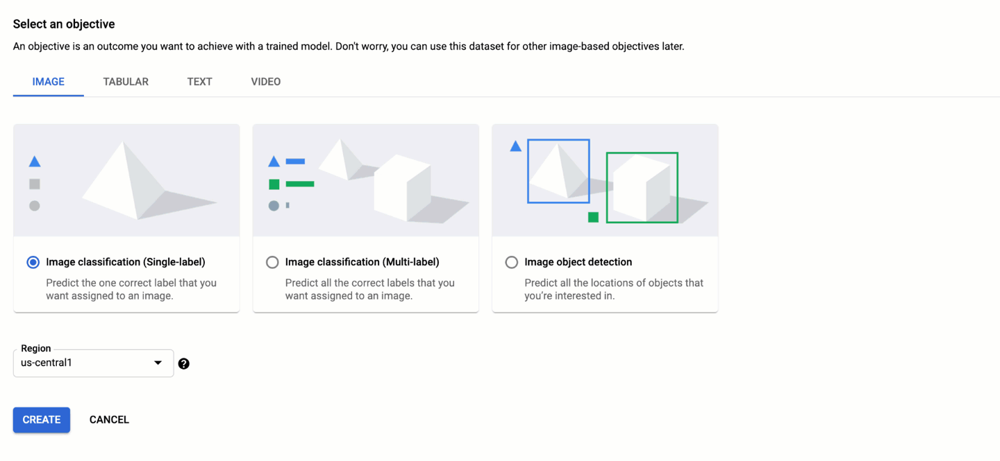 Select an objective
An objective is an outcome you want to achieve with a trained model. Don't worry, you can use this dataset for other image-based objectives later.
IMAGE
TABULAR
TEXT
VIDEO
Image classification (Single-label)
Predict the one correct label that you
want assigned to an image.
Image classification (Multi-label)
Predict all the correct labels that you
want assigned to an image.
Image object detection
Predict all the locations of objects that
you’re interested in.
Region
us-central1
?
CREATE
CANCEL